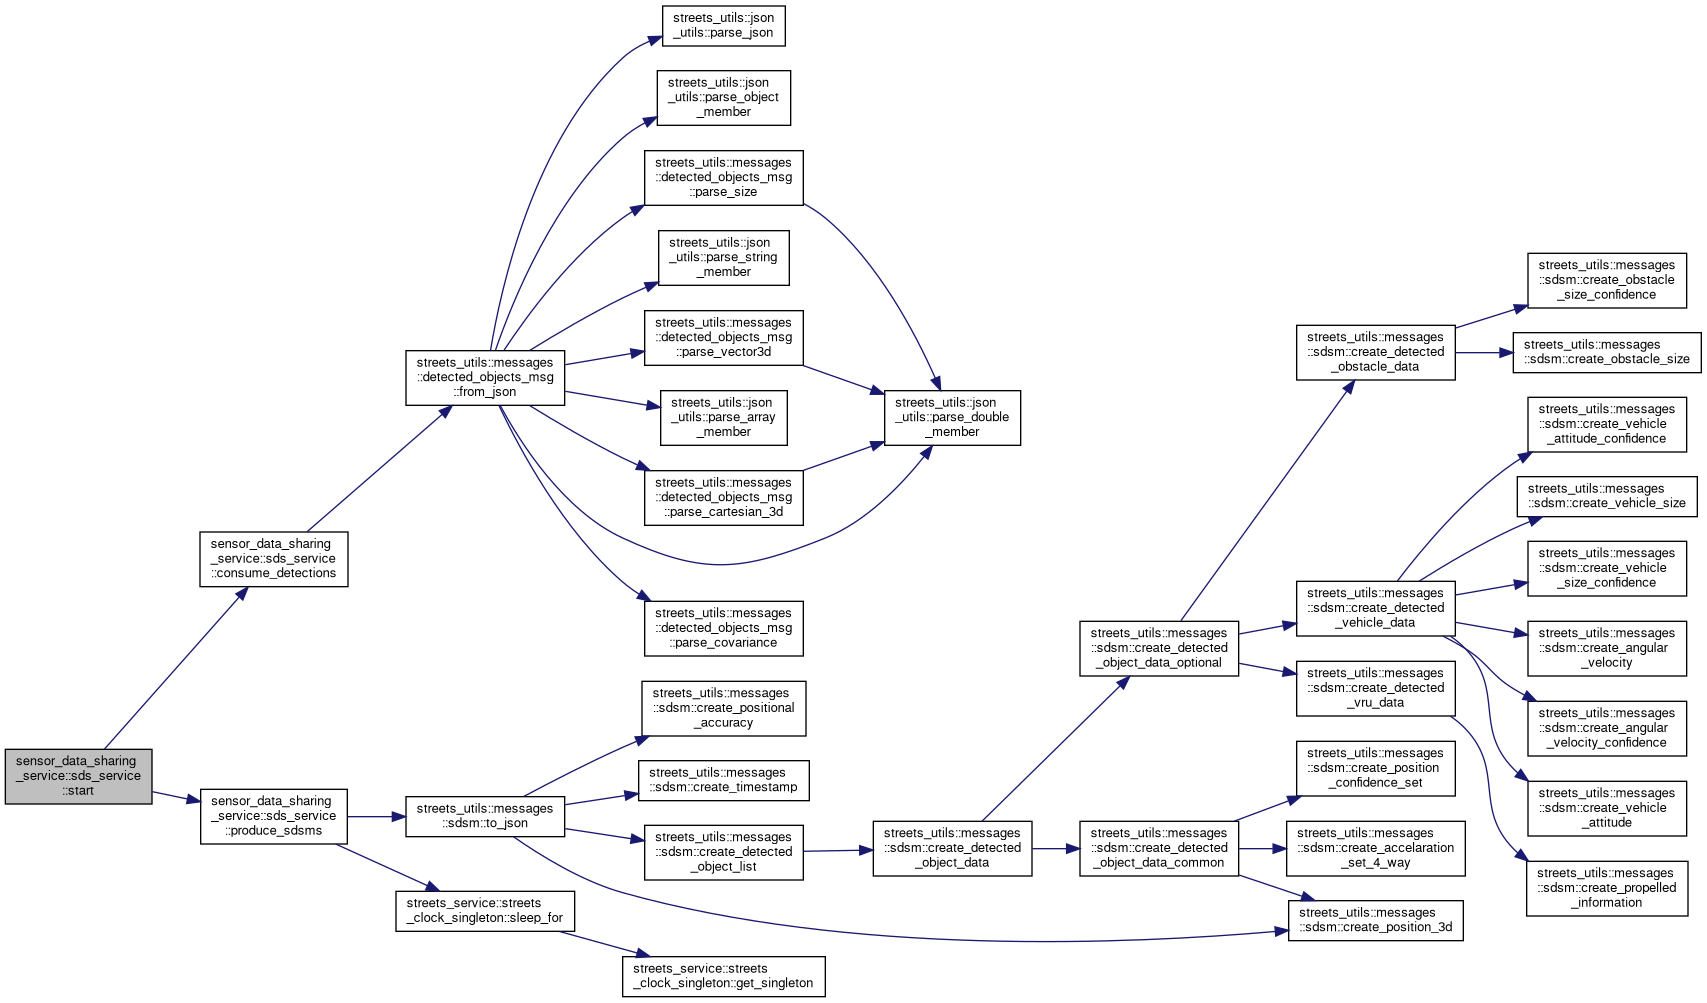 streets_utils::json
_utils::parse_json
streets_utils::json
_utils::parse_object
_member
streets_utils::messages
::detected_objects_msg
::parse_size
streets_utils::json
_utils::parse_string
_member
streets_utils::messages
::detected_objects_msg
::parse_vector3d
streets_utils::messages
::detected_objects_msg
::from_json
streets_utils::json
_utils::parse_array
_member
streets_utils::json
_utils::parse_double
_member
streets_utils::messages
::detected_objects_msg
::parse_cartesian_3d
sensor_data_sharing
_service::sds_service
::consume_detections
streets_utils::messages
::detected_objects_msg
::parse_covariance
sensor_data_sharing
_service::sds_service
::start
sensor_data_sharing
_service::sds_service
::produce_sdsms
streets_utils::messages
::sdsm::to_json
streets_utils::messages
::sdsm::create_positional
_accuracy
streets_utils::messages
::sdsm::create_timestamp
streets_utils::messages
::sdsm::create_detected
_object_list
streets_service::streets
_clock_singleton::sleep_for
streets_service::streets
_clock_singleton::get_singleton
streets_utils::messages
::sdsm::create_detected
_object_data
streets_utils::messages
::sdsm::create_detected
_object_data_optional
streets_utils::messages
::sdsm::create_detected
_object_data_common
streets_utils::messages
::sdsm::create_detected
_obstacle_data
streets_utils::messages
::sdsm::create_detected
_vehicle_data
streets_utils::messages
::sdsm::create_detected
_vru_data
streets_utils::messages
::sdsm::create_position
_confidence_set
streets_utils::messages
::sdsm::create_accelaration
_set_4_way
streets_utils::messages
::sdsm::create_position_3d
streets_utils::messages
::sdsm::create_obstacle
_size_confidence
streets_utils::messages
::sdsm::create_obstacle_size
streets_utils::messages
::sdsm::create_vehicle
_attitude_confidence
streets_utils::messages
::sdsm::create_vehicle_size
streets_utils::messages
::sdsm::create_vehicle
_size_confidence
streets_utils::messages
::sdsm::create_angular
_velocity
streets_utils::messages
::sdsm::create_angular
_velocity_confidence
streets_utils::messages
::sdsm::create_vehicle
_attitude
streets_utils::messages
::sdsm::create_propelled
_information